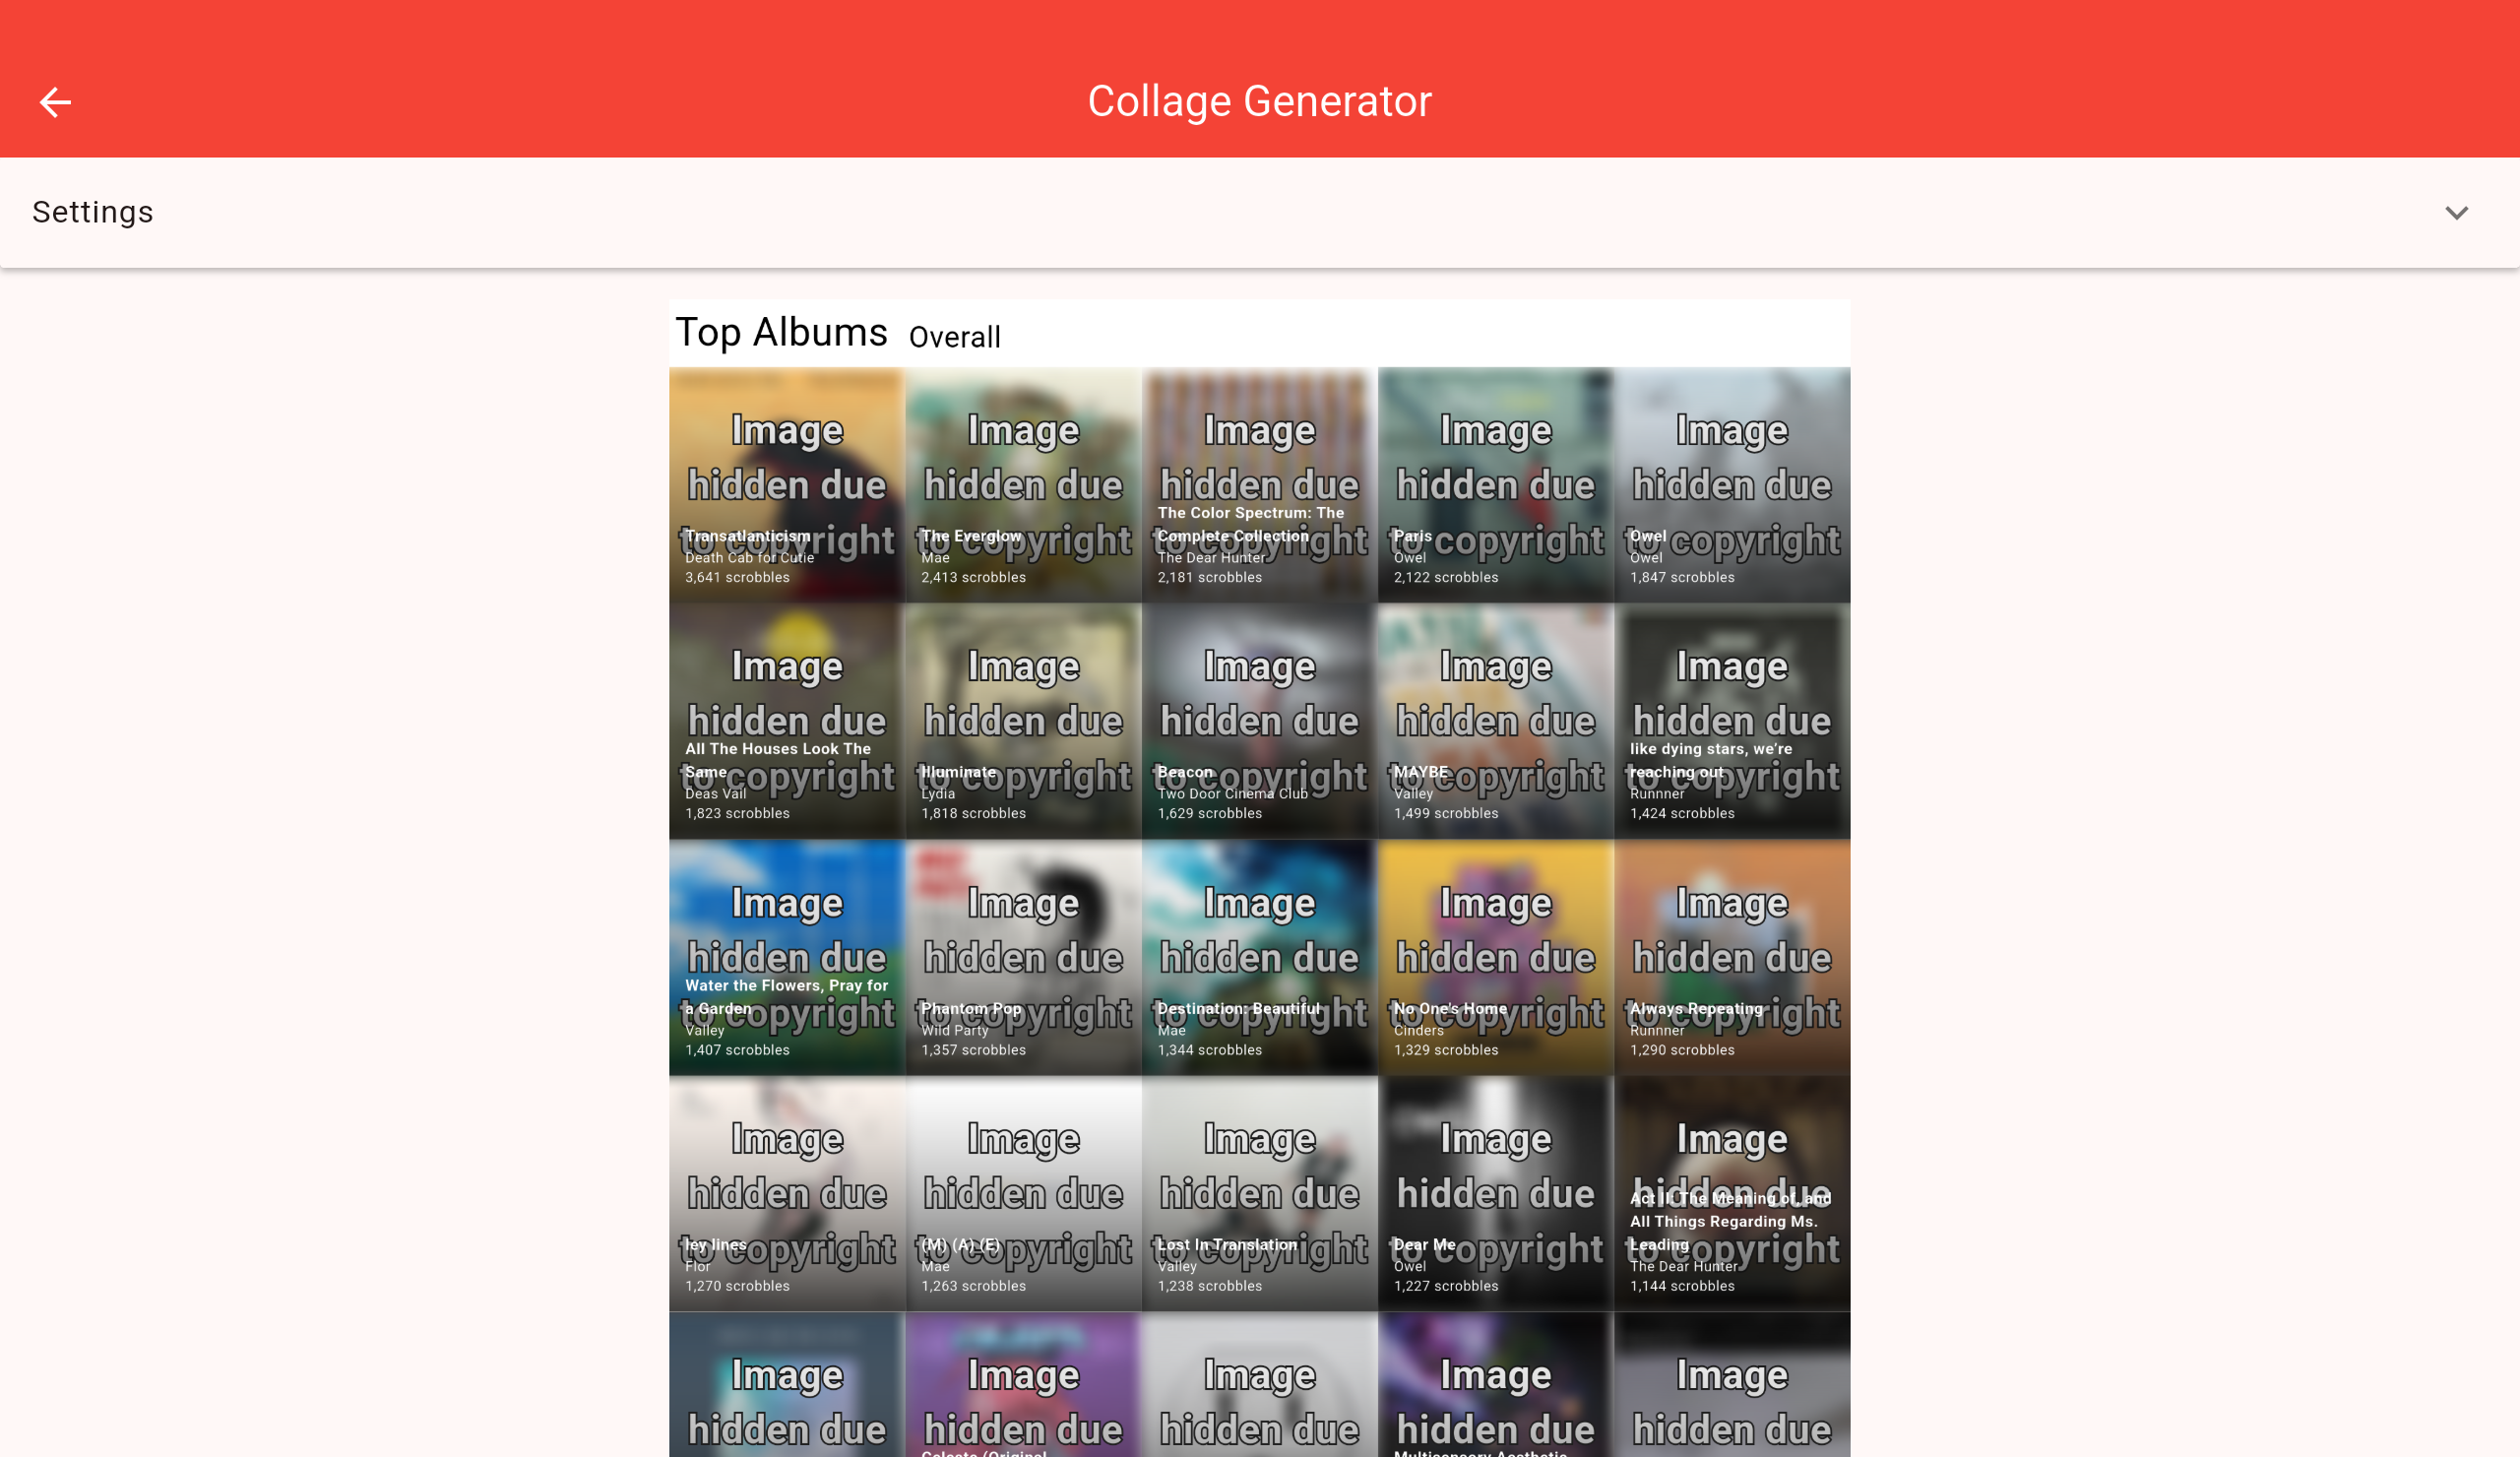 Collage Generator
Settings
Top Albums Overall
Image
hidden due
to copyright
Transatlanticism
Death Cab for Cutie
3,641 scrobbles
Image
hidden due
to copyright
The Everglow
Mae
2,413 scrobbles
Image
hidden due
to copyright
The Color Spectrum: The
Complete Collection
The Dear Hunter
2,181 scrobbles
Image
hidden due
to copyright
Paris
Owel
2,122 scrobbles
Image
hidden due
to copyright
Owel
Owel
1,847 scrobbles
Image
hidden due
to copyright
All The Houses Look The
Same
Deas Vail
1,823 scrobbles
Image
hidden due
to copyright
Illuminate
Lydia
1,818 scrobbles
Image
hidden due
to copyright
Beacon
Two Door Cinema Club
1,629 scrobbles
Image
hidden due
to copyright
MAYBE
Valley
1,499 scrobbles
Image
hidden due
to copyright
like dying stars, we’re
reaching out
Runnner
1,424 scrobbles
Image
hidden due
to copyright
Water the Flowers, Pray for
a Garden
Valley
1,407 scrobbles
Image
hidden due
to copyright
Phantom Pop
Wild Party
1,357 scrobbles
Image
hidden due
to copyright
Destination: Beautiful
Mae
1,344 scrobbles
Image
hidden due
to copyright
No One's Home
Cinders
1,329 scrobbles
Image
hidden due
to copyright
Always Repeating
Runnner
1,290 scrobbles
Image
hidden due
to copyright
ley lines
Flor
1,270 scrobbles
Image
hidden due
to copyright
(M) (A) (E)
Mae
1,263 scrobbles
Image
hidden due
to copyright
Lost In Translation
Valley
1,238 scrobbles
Image
hidden due
to copyright
Dear Me
Owel
1,227 scrobbles
Image
hidden due
to copyright
Act II: The Meaning of, and
All Things Regarding Ms.
Leading
The Dear Hunter
1,144 scrobbles
Image
hidden due
Image
hidden due
Celeste (Original
Image
hidden due
Image
hidden due
Multisensory Aesthetic
Image
hidden due